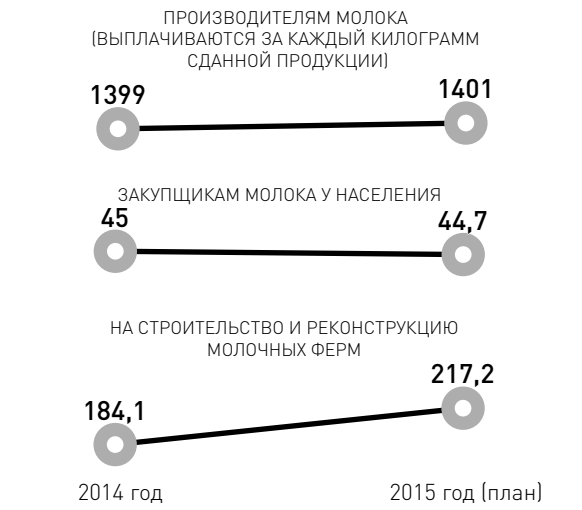 ПРОИЗВОДИТЕЛЯМ МОЛОКА
(ВЫПЛАЧИВАЮТСЯ ЗА КАЖДЫЙ КИЛОГРАММ
СДАННОЙ ПРОДУКЦИИ)
1399 1401
ЗАКУПЩИКАМ МОЛОКА У НАСЕЛЕНИЯ
45 44,7
НА СТРОИТЕЛЬСТВО И РЕКОНСТРУКЦИЮ
МОЛОЧНЫХ ФЕРМ
184,1 217,2
2014 год 2015 год (план)